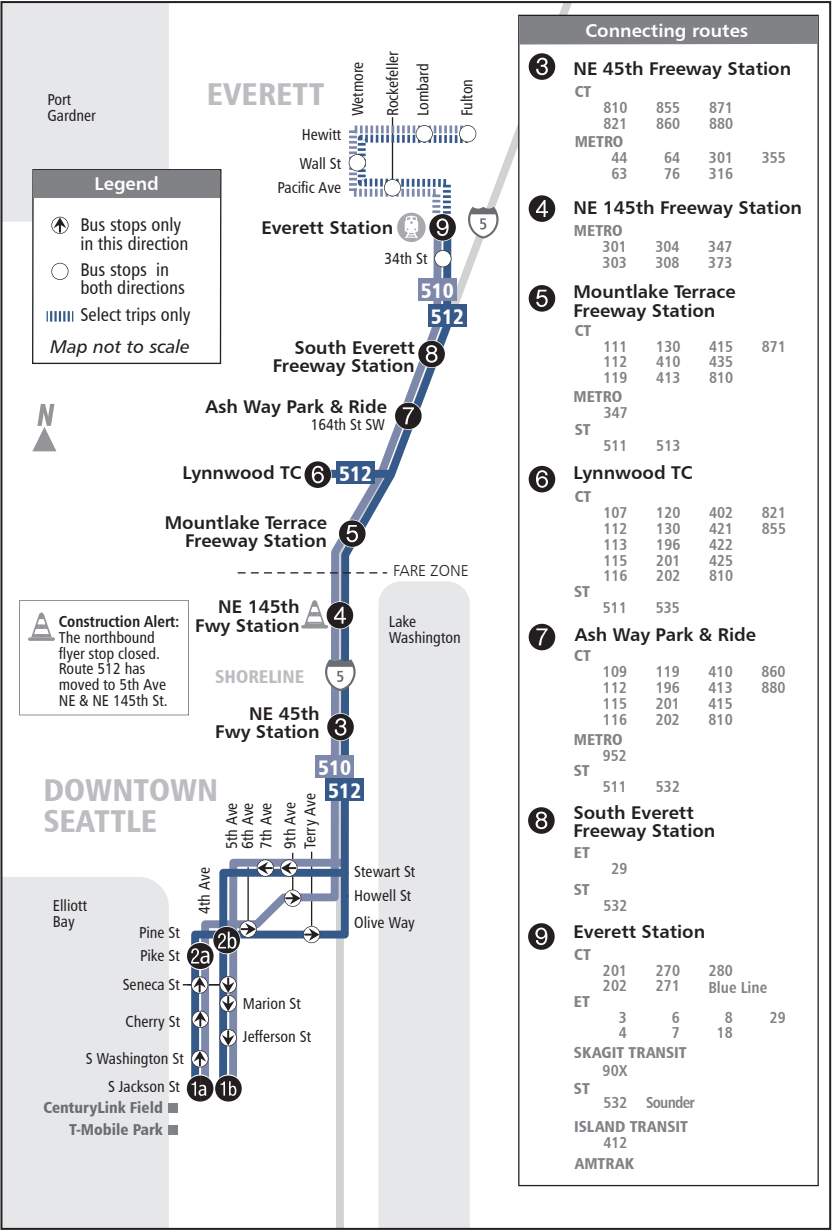 Port
Gardner
EVERETT
Wetmore
Rockefeller
Lombard
Fulton
Hewitt
Wall St
Pacific Ave
Legend
Bus stops only
in this direction
Bus stops in
both directions
Select trips only
Map not to scale
Everett Station
9
5
34th St
510
512
South Everett
Freeway Station
8
Ash Way Park & Ride
164th St SW
7
N
Lynnwood TC
6
512
Mountlake Terrace
Freeway Station
5
FARE ZONE
NE 145th
Fwy Station
4
Lake
Washington
Construction Alert:
The northbound
flyer stop closed.
Route 512 has
moved to 5th Ave
NE & NE 145th St.
SHORELINE
5
NE 45th
Fwy Station
3
510
512
DOWNTOWN
SEATTLE
4th Ave
5th Ave
6th Ave
7th Ave
9th Ave
Terry Ave
Stewart St
Howell St
Olive Way
Elliott
Bay
Pine St
2b
Pike St
2a
Seneca St
Marion St
Cherry St
Jefferson St
S Washington St
S Jackson St
1a
1b
CenturyLink Field
T-Mobile Park
Connecting routes
3 NE 45th Freeway Station
CT
810 855 871
821 860 880
METRO
44 64 301 355
63 76 316
4 NE 145th Freeway Station
METRO
301 304 347
303 308 373
5 Mountlake Terrace
Freeway Station
CT
111 130 415 871
112 410 435
119 413 810
METRO
347
ST
511 513
6 Lynnwood TC
CT
107 120 402 821
112 130 421 855
113 196 422
115 201 425
116 202 810
ST
511 535
7 Ash Way Park & Ride
CT
109 119 410 860
112 196 413 880
115 201 415
116 202 810
METRO
952
ST
511 532
8 South Everett
Freeway Station
ET
29
ST
532
9 Everett Station
CT
201 270 280
202 271 Blue Line
ET
3 6 8 29
4 7 18
SKAGIT TRANSIT
90X
ST
532 Sounder
ISLAND TRANSIT
412
AMTRAK